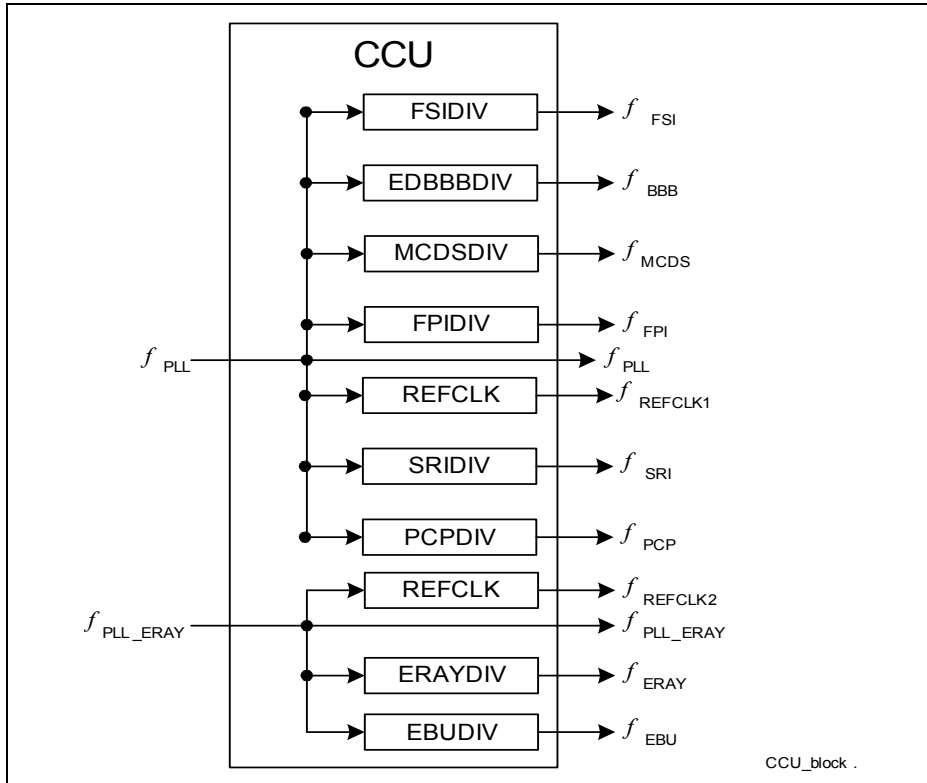 CCU
FSIDIV f FSI
EDBBBDIV f BBB
MCDSDIV f MCDS
FPIDIV f FPI
f PLL f PLL
REFCLK f REFCLK1
SRIDIV f SRI
PCPDIV f PCP
REFCLK f REFCLK2
f PLL_ERAY f PLL_ERAY
ERAYDIV f ERAY
EBUDIV f EBU
CCU_block .